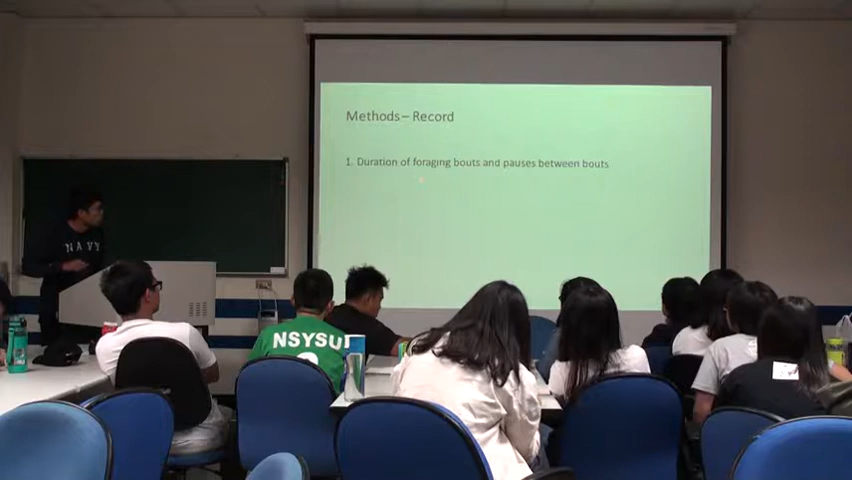 Methods – Record
1. Duration of foraging bouts and pauses between bouts
NAVY
NSYSU